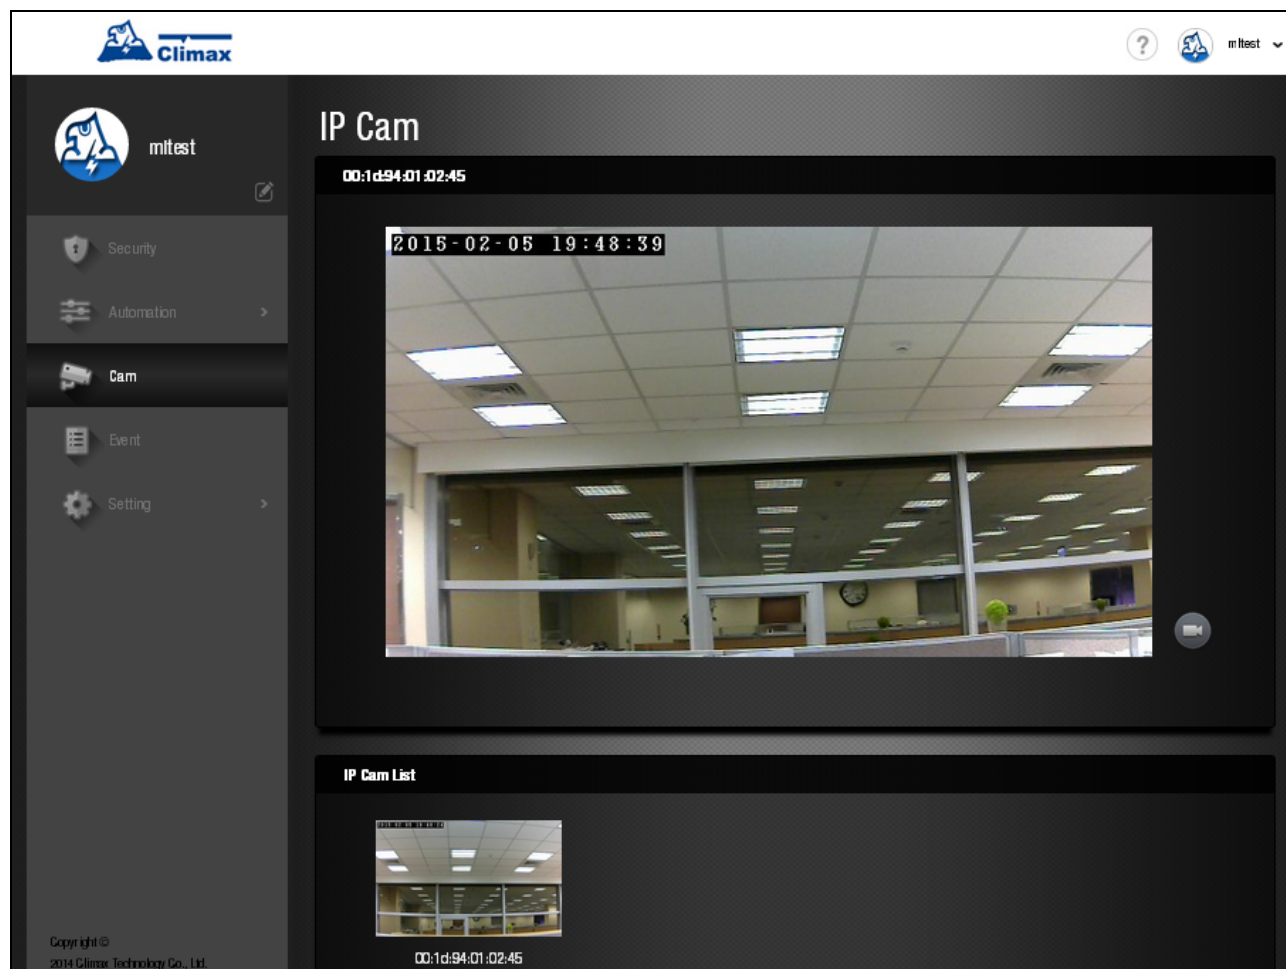 Climax
?
mltest
mltest
IP Cam
00:1d:94:01:02:45
2015-02-05 19:48:39
Security
Automation
Cam
Event
Setting
IP Cam List
00:1d:94:01:02:45
Copyright ©
2014 Climax Technology Co., Ltd.